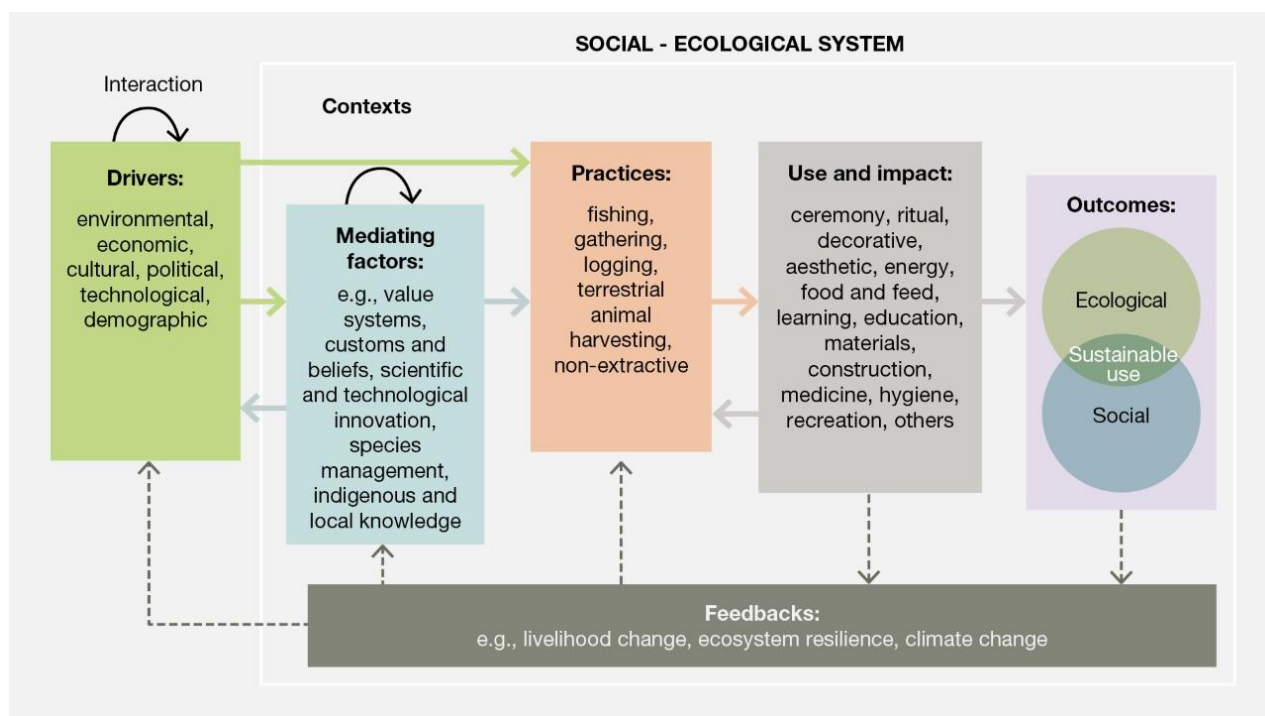 SOCIAL - ECOLOGICAL SYSTEM
Interaction
Contexts
Drivers:
environmental,
economic,
cultural, political,
technological,
demographic
Mediating
factors:
e.g., value
systems,
customs and
beliefs, scientific
and technological
innovation,
species
management,
indigenous and
local knowledge
Practices:
fishing,
gathering,
logging,
terrestrial
animal
harvesting,
non-extractive
Use and impact:
ceremony, ritual,
decorative,
aesthetic, energy,
food and feed,
learning, education,
materials,
construction,
medicine, hygiene,
recreation, others
Outcomes:
Ecological
Sustainable
use
Social
Feedbacks:
e.g., livelihood change, ecosystem resilience, climate change